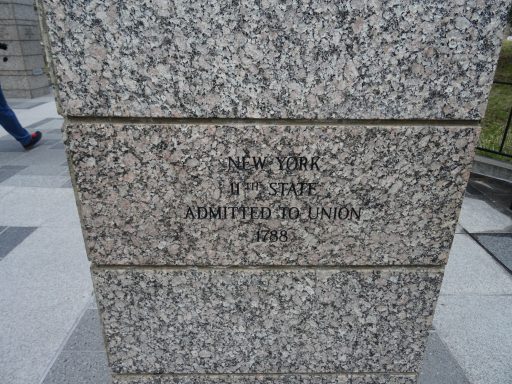 NEW YORK
11TH STATE
ADMITTED TO UNION
1788